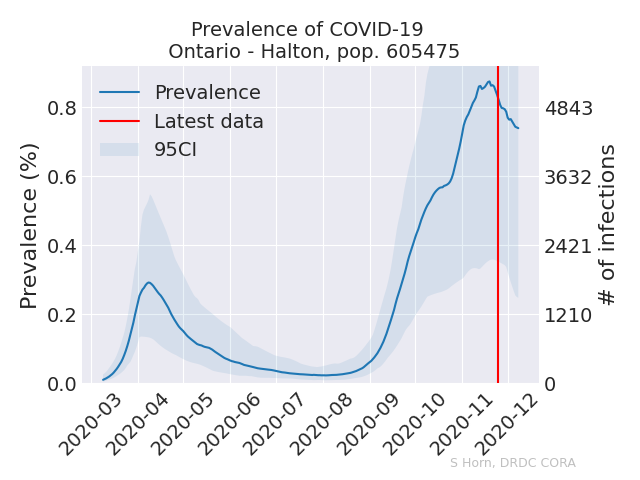 Prevalence of COVID-19
Ontario - Halton, pop. 605475
Prevalence
Latest data
95CI
Prevalence (%)
0.8
0.6
0.4
0.2
0.0
4843
3632
2421
1210
0
# of infections
2020-03
2020-04
2020-05
2020-06
2020-07
2020-08
2020-09
2020-10
2020-11
2020-12
S Horn, DRDC CORA